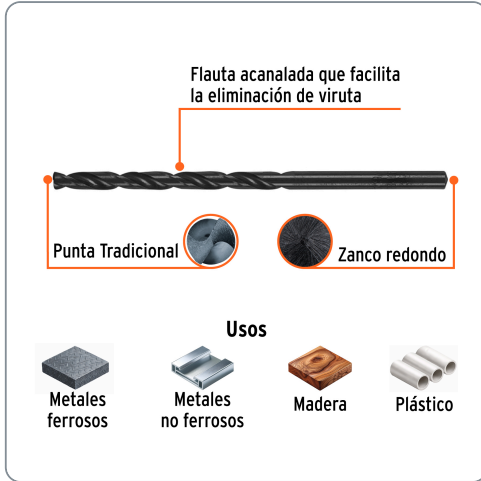 Flauta acanalada que facilita
la eliminación de viruta
Punta Tradicional
Zanco redondo
Usos
Metales
ferrosos
Metales
no ferrosos
Madera
Plástico